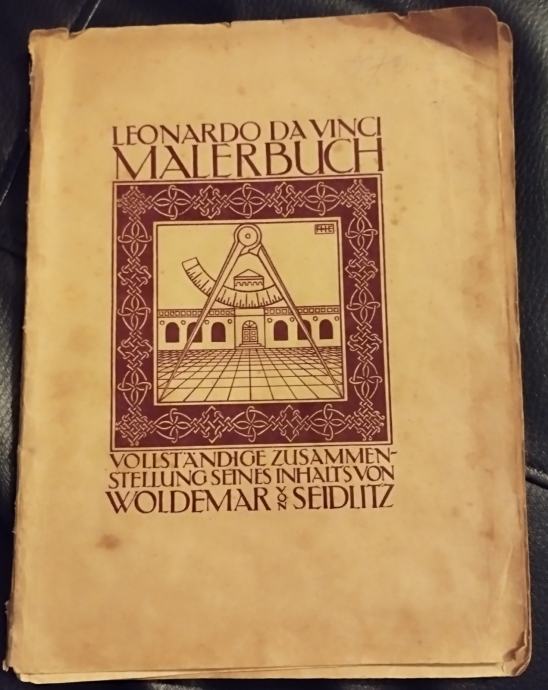 LEONARDO DA VINCI
MALERBUCH
VOLLSTÄNDIGE ZUSAMMEN-
STELLUNG SEINES INHALTS VON
WOLDEMAR VON SEIDLITZ